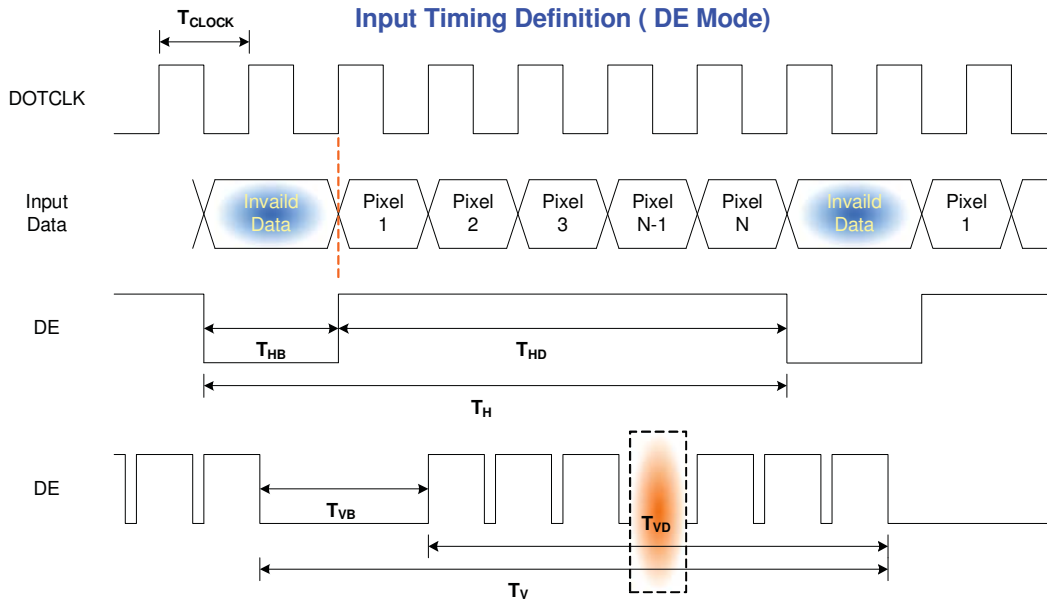 Input Timing Definition ( DE Mode)
TCLOCK
DOTCLK
Input
Data
Invaild
Data
Pixel
1
Pixel
2
Pixel
3
Pixel
N-1
Pixel
N
Invaild
Data
Pixel
1
DE
THB
THD
TH
DE
TVB
TVD
TV